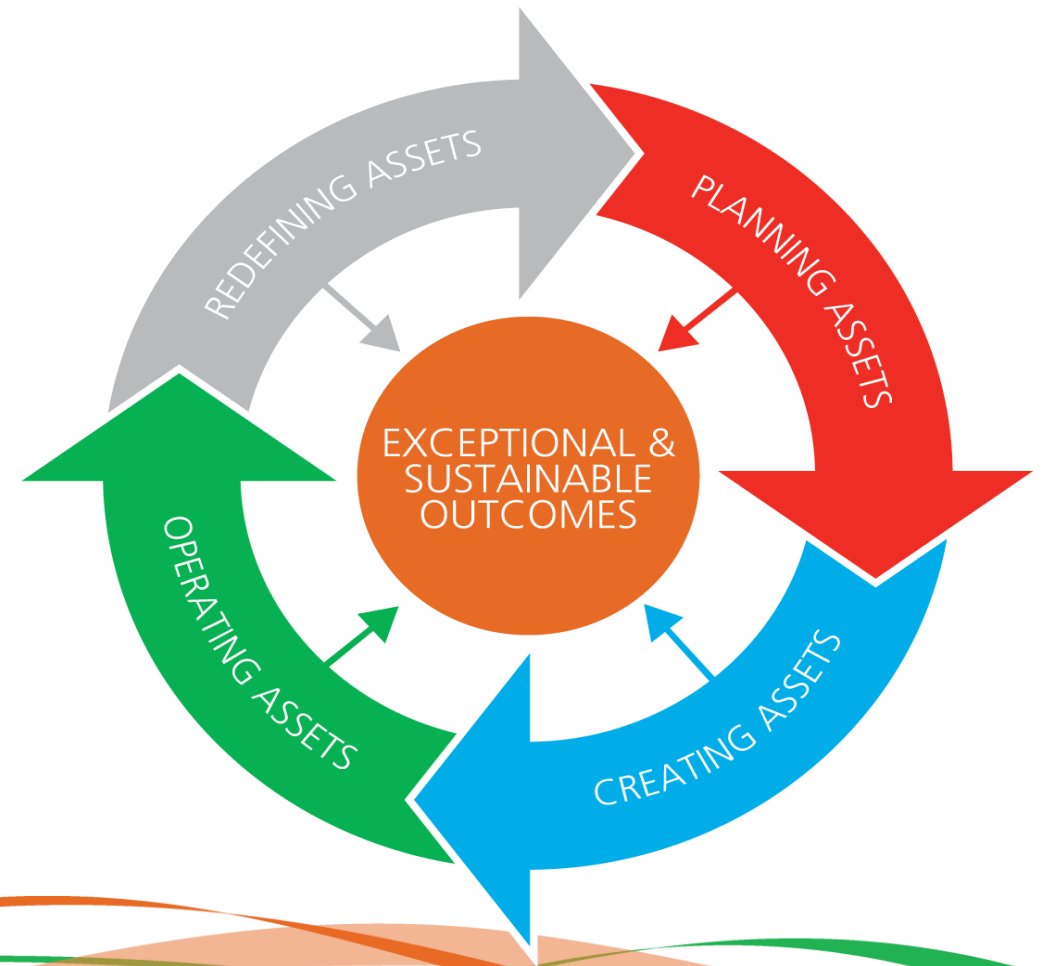 REDEFINING ASSETS
PLANNING ASSETS
EXCEPTIONAL &
SUSTAINABLE
OUTCOMES
OPERATING ASSETS
CREATING ASSETS